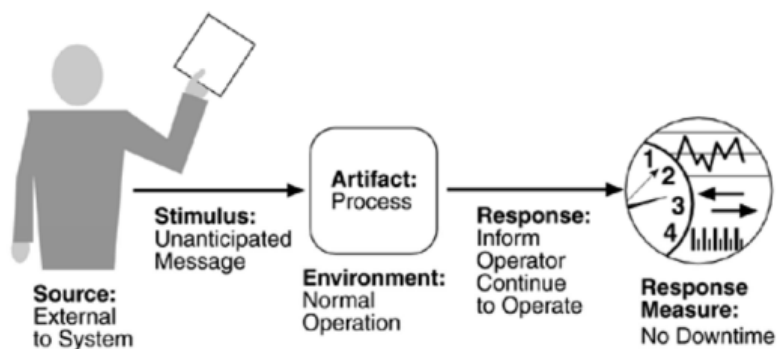 Source:
External
to System
Stimulus:
Unanticipated
Message
Artifact:
Process
Environment:
Normal
Operation
Response:
Inform
Operator
Continue
to Operate
1
2
3
4
Response
Measure:
No Downtime